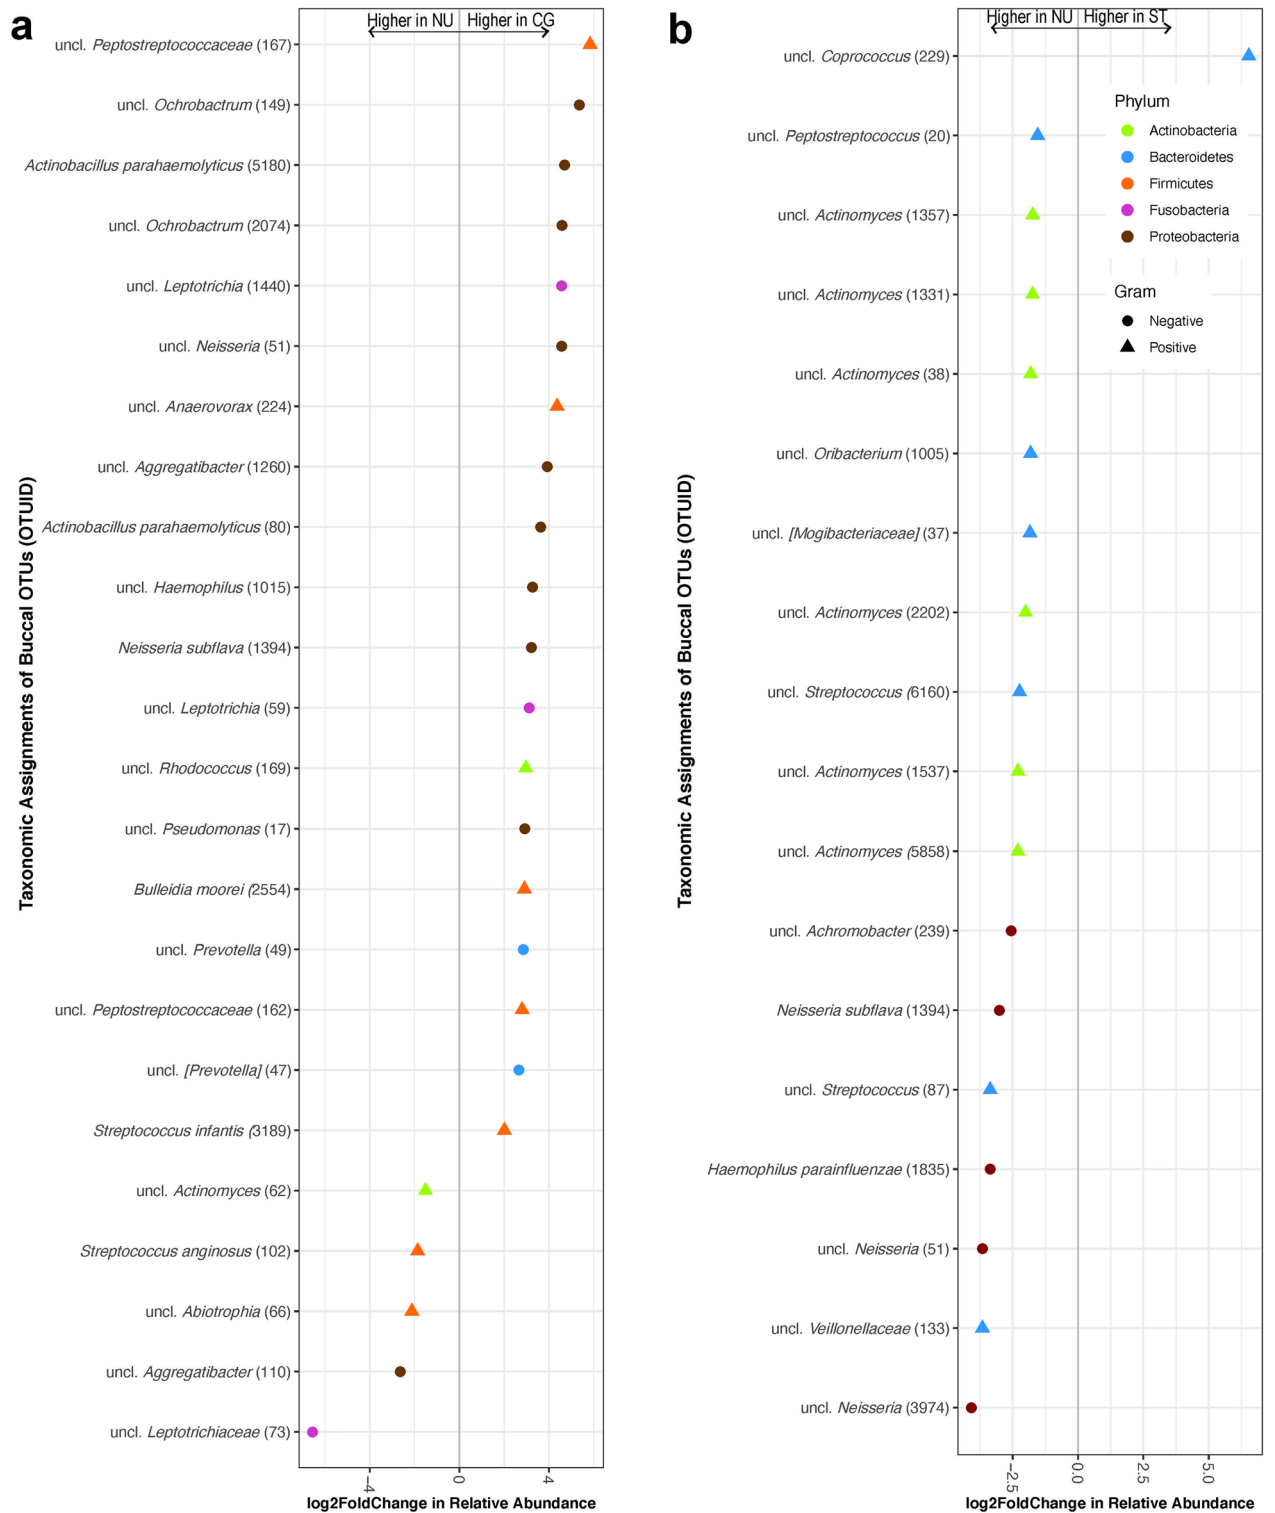 a
Higher in NU
Higher in CG
uncl. Peptostreptococcaceae (167)
uncl. Ochrobactrum (149)
Actinobacillus parahaemolyticus (5180)
uncl. Ochrobactrum (2074)
uncl. Leptotrichia (1440)
uncl. Neisseria (51)
uncl. Anaerovorax (224)
uncl. Aggregatibacter (1260)
Actinobacillus parahaemolyticus (80)
uncl. Haemophilus (1015)
Neisseria subflava (1394)
uncl. Leptotrichia (59)
uncl. Rhodococcus (169)
uncl. Pseudomonas (17)
Bulleidia moorei (2554)
uncl. Prevotella (49)
uncl. Peptostreptococcaceae (162)
uncl. [Prevotella] (47)
Streptococcus infantis (3189)
uncl. Actinomyces (62)
Streptococcus anginosus (102)
uncl. Abiotrophia (66)
uncl. Aggregatibacter (110)
uncl. Leptotrichiaceae (73)
Taxonomic Assignments of Buccal OTUs (OTUID)
-4
0
4
log2FoldChange in Relative Abundance
b
Higher in NU
Higher in ST
uncl. Coprococcus (229)
uncl. Peptostreptococcus (20)
uncl. Actinomyces (1357)
uncl. Actinomyces (1331)
uncl. Actinomyces (38)
uncl. Oribacterium (1005)
uncl. [Mogibacteriaceae] (37)
uncl. Actinomyces (2202)
uncl. Streptococcus (6160)
uncl. Actinomyces (1537)
uncl. Actinomyces (5858)
uncl. Achromobacter (239)
Neisseria subflava (1394)
uncl. Streptococcus (87)
Haemophilus parainfluenzae (1835)
uncl. Neisseria (51)
uncl. Veillonellaceae (133)
uncl. Neisseria (3974)
Taxonomic Assignments of Buccal OTUs (OTUID)
-2.5
0.0
2.5
5.0
log2FoldChange in Relative Abundance
Phylum
Actinobacteria
Bacteroidetes
Firmicutes
Fusobacteria
Proteobacteria
Gram
Negative
Positive